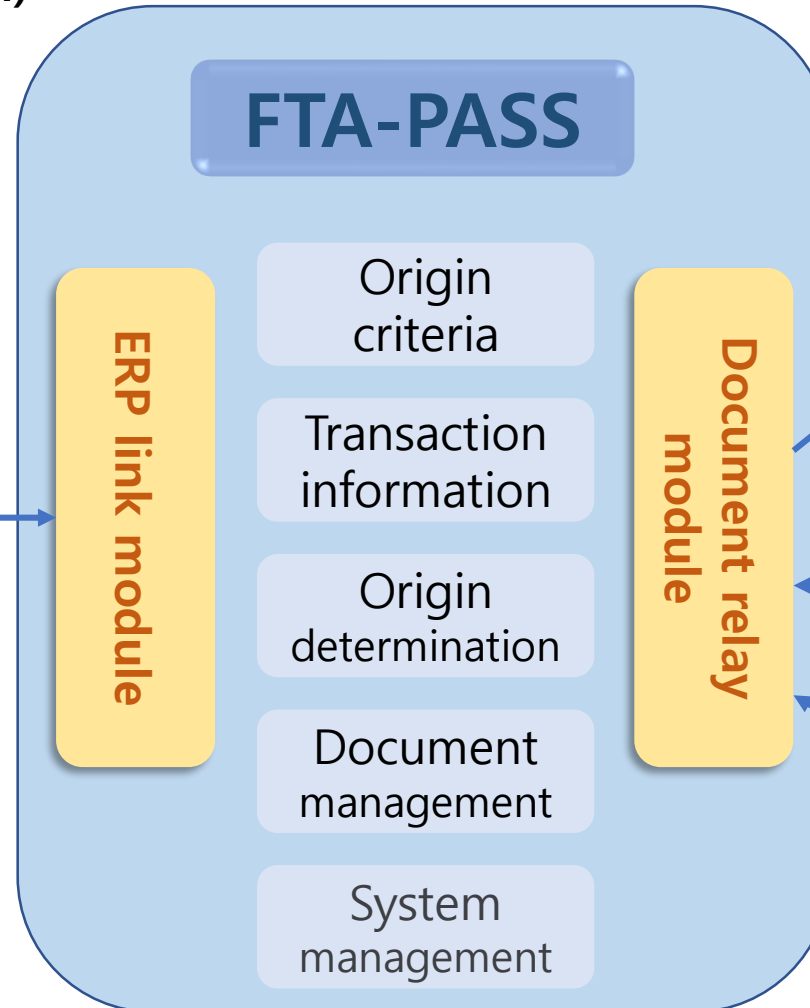 FTA-PASS
ERP link module
Origin
criteria
Transaction
information
Origin
determination
Document
management
System
management
Document relay
module